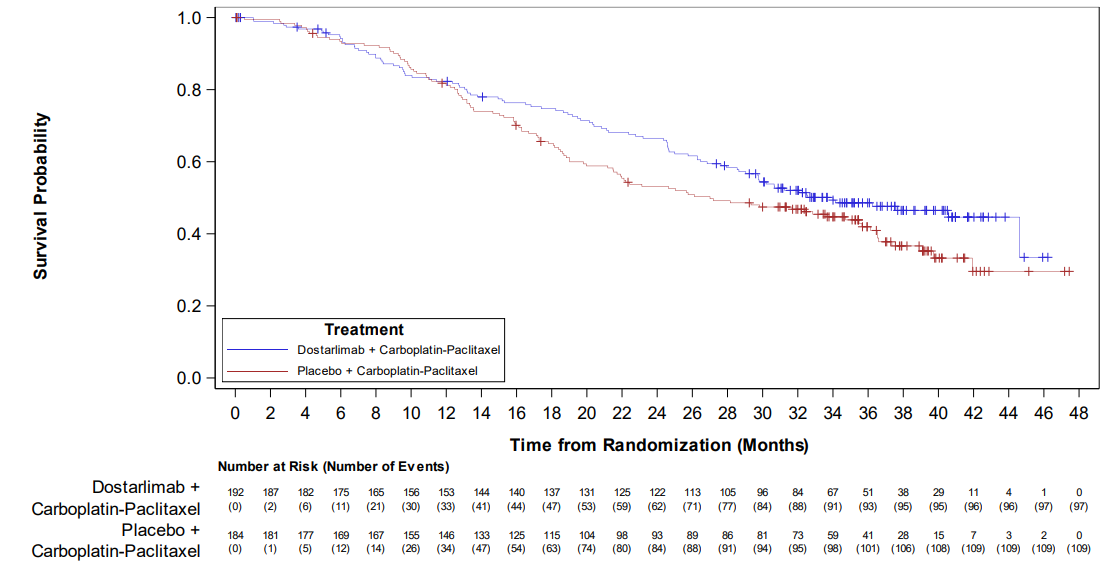 1.0
0.8
0.6
0.4
0.2
0.0
Survival Probability
Treatment
Dostarlimab + Carboplatin-Paclitaxel
Placebo + Carboplatin-Paclitaxel
0 2 4 6 8 10 12 14 16 18 20 22 24 26 28 30 32 34 36 38 40 42 44 46 48
Time from Randomization (Months)
Number at Risk (Number of Events)
Dostarlimab +
192 187 182 175 165 156 153 144 140 137 131 125 122 113 105 96 84 67 51 38 29 11 4 1 0
Carboplatin-Paclitaxel
(0) (2) (6) (11) (21) (30) (33) (41) (44) (47) (53) (59) (62) (71) (77) (84) (88) (91) (93) (95) (95) (96) (96) (97) (97)
Placebo +
184 181 177 169 167 155 146 133 125 115 104 98 93 89 86 81 73 59 41 28 15 7 3 2 0
Carboplatin-Paclitaxel
(0) (1) (5) (12) (14) (26) (34) (47) (54) (63) (74) (80) (84) (88) (91) (94) (95) (98) (101) (106) (108) (109) (109) (109) (109)